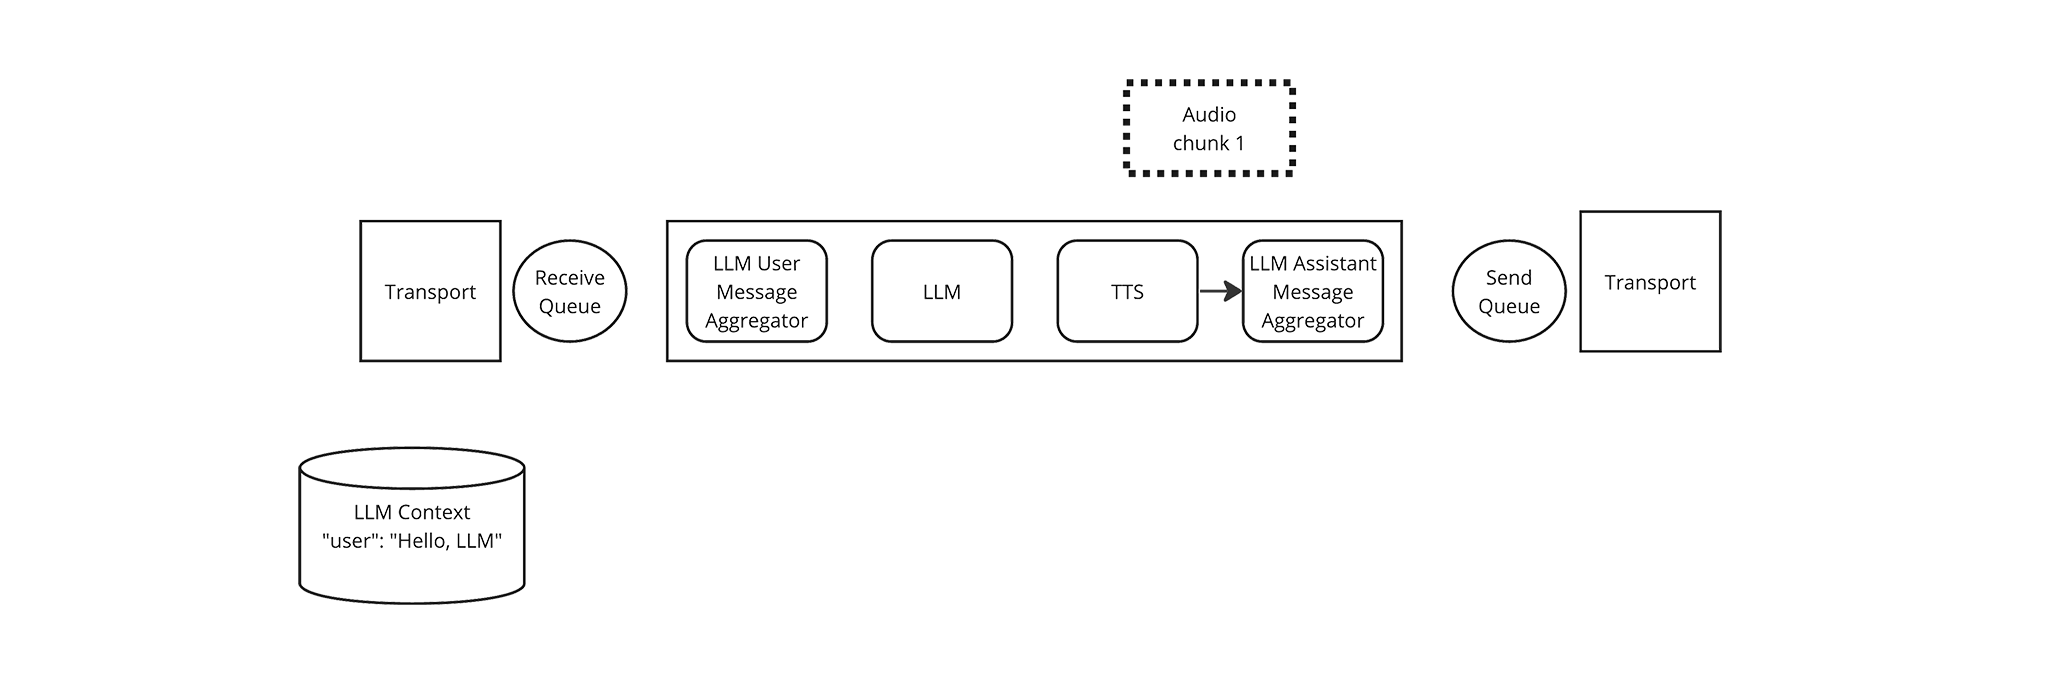 Audio
chunk 1
Transport
Receive
Queue
LLM User
Message
Aggregator
LLM
TTS
LLM Assistant
Message
Aggregator
Send
Queue
Transport
LLM Context
"user": "Hello, LLM"